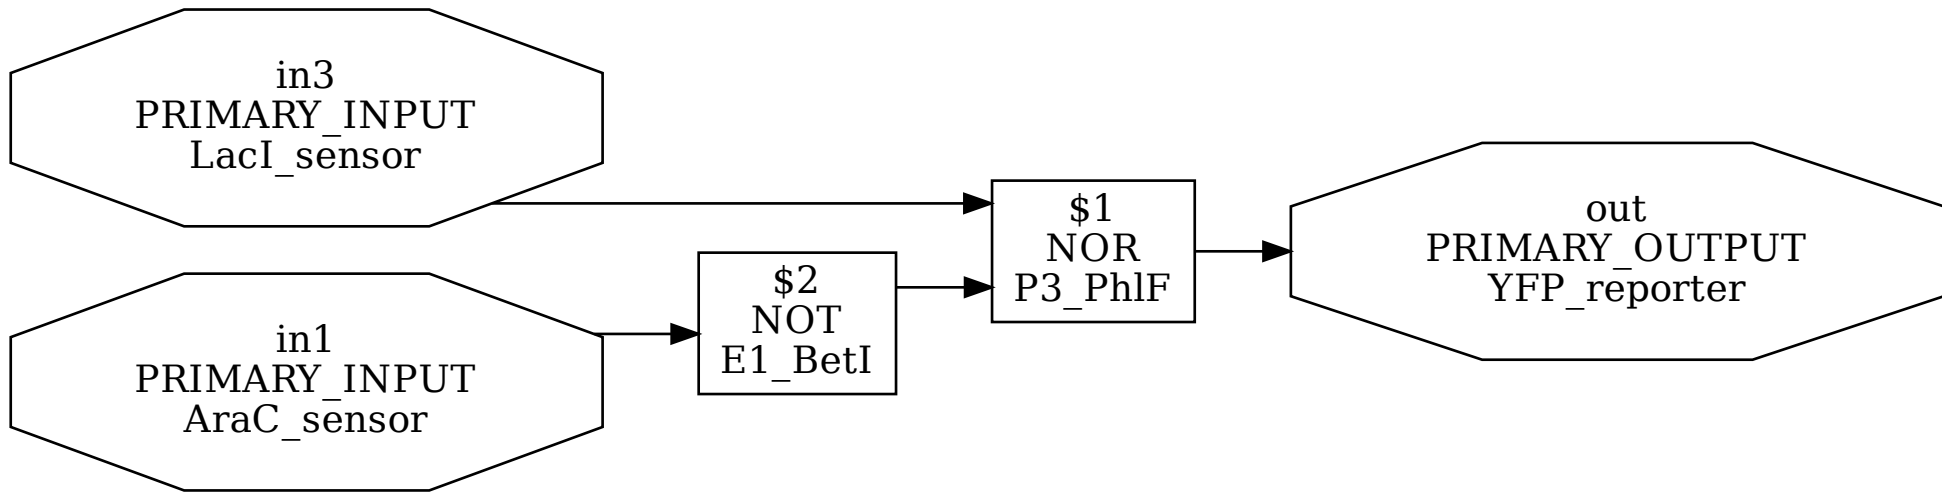 in3
PRIMARY_INPUT
LacI_sensor
in1
PRIMARY_INPUT
AraC_sensor
$2
NOT
E1_BetI
$1
NOR
P3_PhlF
out
PRIMARY_OUTPUT
YFP_reporter